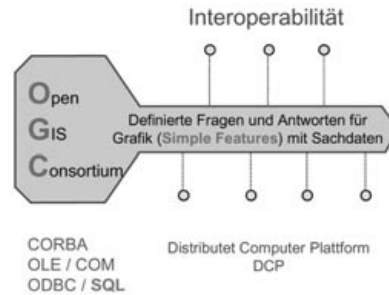 Interoperabilität
Open
GIS
Consortium
Definierte Fragen und Antworten für
Grafik (Simple Features) mit Sachdaten
CORBA
OLE / COM
ODBC / SQL
Distributet Computer Plattform
DCP